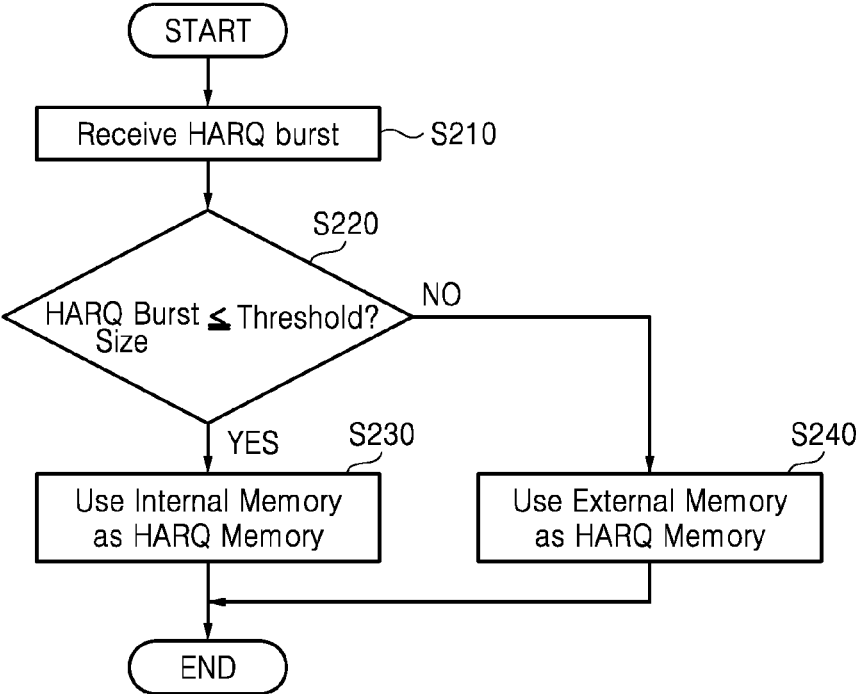 START
Receive HARQ burst
S210
S220
HARQ Burst ≤ Threshold?
Size
NO
YES
S230
S240
Use Internal Memory
as HARQ Memory
Use External Memory
as HARQ Memory
END